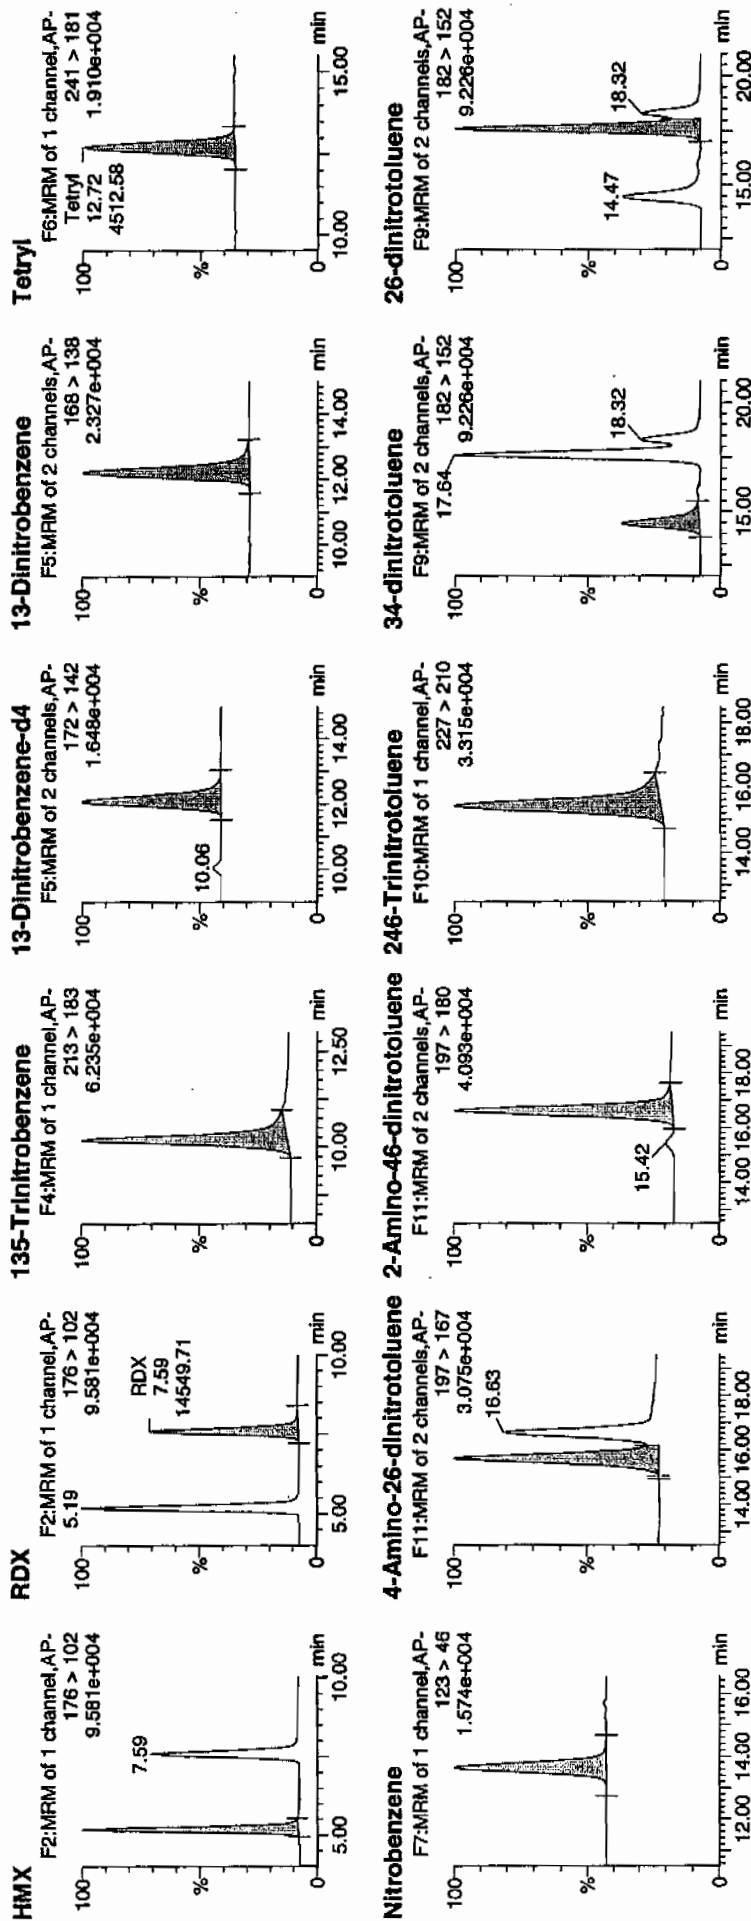 HMX
F2:MRM of 1 channel,AP-
176 > 102
9.581e+004
100
%
0
7.59
5.00
10.00
min
RDX
F2:MRM of 1 channel,AP-
176 > 102
9.581e+004
100
5.19
%
0
RDX
7.59
14549.71
5.00
10.00
min
135-Trinitrobenzene
F4:MRM of 1 channel,AP-
213 > 183
6.235e+004
100
%
0
10.00
12.50
min
13-Dinitrobenzene-d4
F5:MRM of 2 channels,AP-
172 > 142
1.648e+004
100
%
0
10.06
10.00
12.00
14.00
min
13-Dinitrobenzene
F5:MRM of 2 channels,AP-
168 > 138
2.327e+004
100
%
0
10.00
12.00
14.00
min
Tetryl
F6:MRM of 1 channel,AP-
241 > 181
1.910e+004
100
Tetryl
12.72
4512.58
%
0
10.00
15.00
min
Nitrobenzene
F7:MRM of 1 channel,AP-
123 > 46
1.574e+004
100
%
0
12.00
14.00
16.00
min
4-Amino-26-dinitrotoluene
F11:MRM of 2 channels,AP-
197 > 167
3.075e+004
100
16.63
%
0
14.00
16.00
18.00
min
2-Amino-46-dinitrotoluene
F11:MRM of 2 channels,AP-
197 > 180
4.093e+004
100
%
0
15.42
14.00
16.00
18.00
min
246-Trinitrotoluene
F10:MRM of 1 channel,AP-
227 > 210
3.315e+004
100
%
0
14.00
16.00
18.00
min
34-dinitrotoluene
F9:MRM of 2 channels,AP-
182 > 152
9.226e+004
100
17.64
%
0
18.32
15.00
20.00
min
26-dinitrotoluene
F9:MRM of 2 channels,AP-
182 > 152
9.226e+004
100
%
0
14.47
18.32
15.00
20.00
min